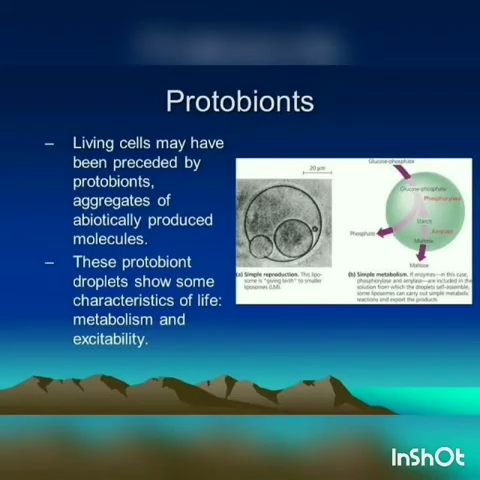 Protobionts
– Living cells may have
been preceded by
protobionts,
aggregates of
abiotically produced
molecules.
– These protobiont
droplets show some
characteristics of life:
metabolism and
excitability.
20 µm
(a) Simple reproduction. This lipo-
some is "giving birth" to smaller
liposomes (LM).
Glucose-phosphate
Glucose-phosphate
Phosphorylase
Starch
Phosphate
Amylase
Maltose
Maltose
(b) Simple metabolism. If enzymes—in this case,
phosphorylase and amylase—are included in the
solution from which the droplets self-assemble,
some liposomes can carry out simple metabolic
reactions and export the products.
InShOt